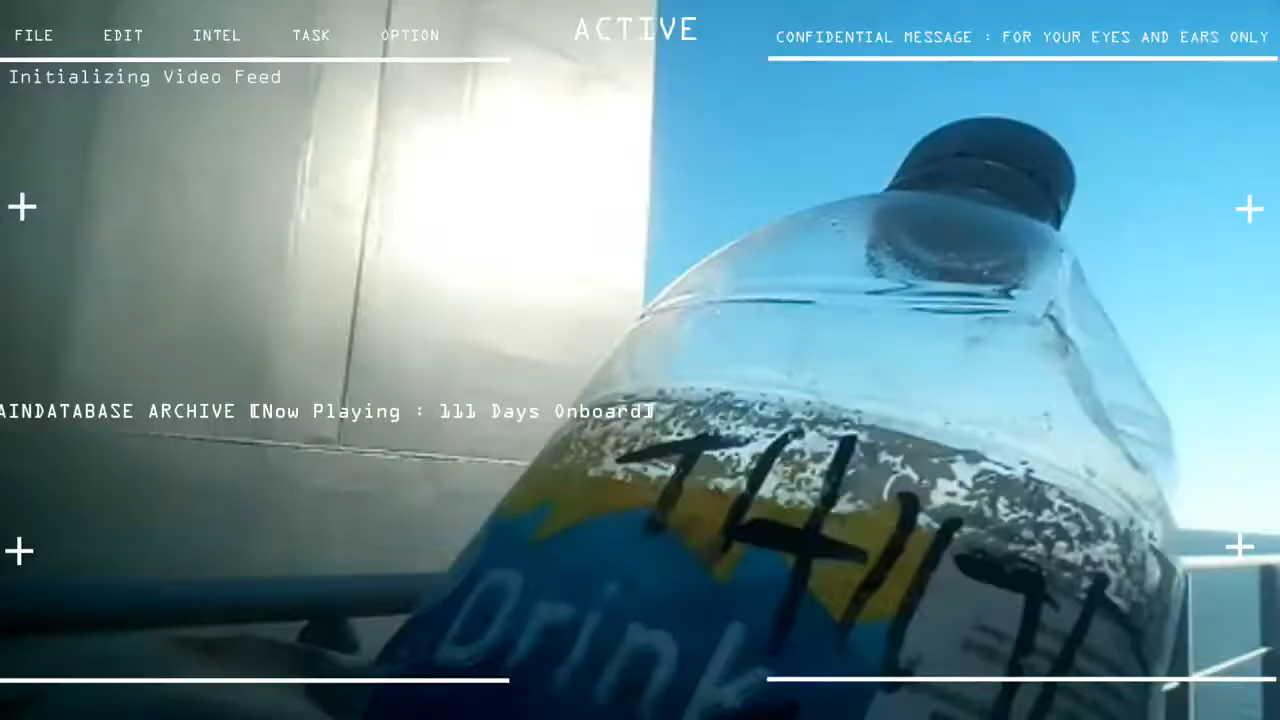 FILE EDIT INTEL TASK OPTION
ACTIVE
CONFIDENTIAL MESSAGE : FOR YOUR EYES AND EARS ONLY
Initializing Video Feed
AINDATABASE ARCHIVE [Now Playing : 111 Days Onboard]
Drink